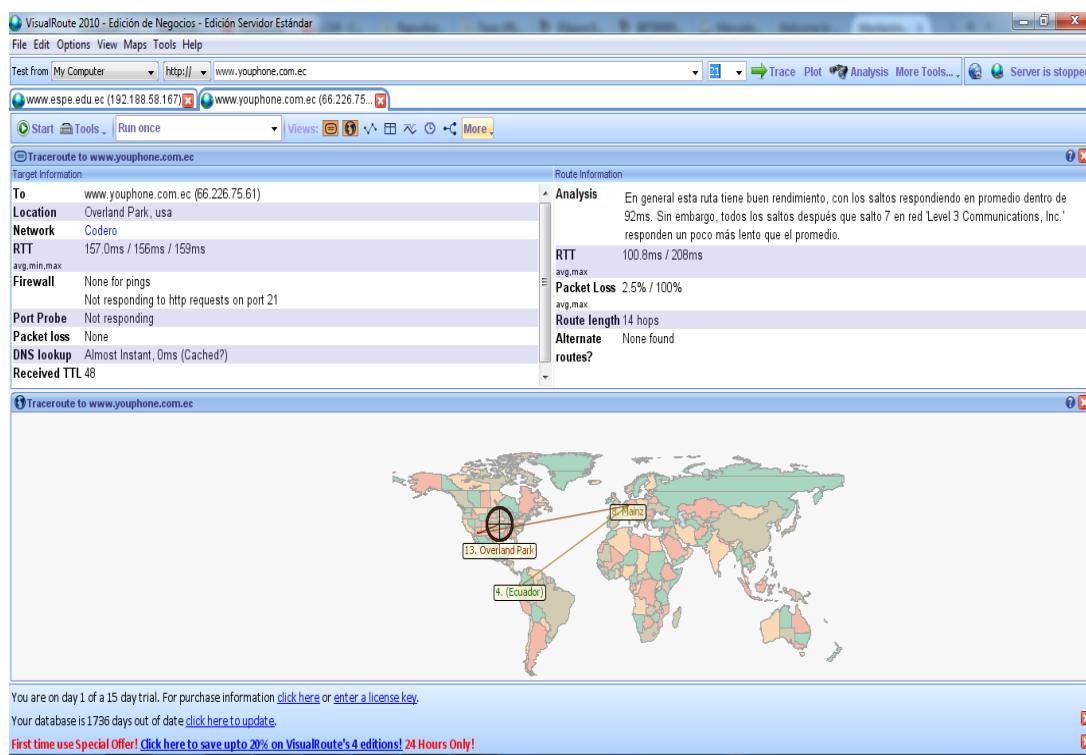 VisualRoute 2010 - Edición de Negocios - Edición Servidor Estándar
File Edit Options View Maps Tools Help
Test from My Computer http:// www.youphone.com.ec 21 Trace Plot Analysis More Tools... Server is stopped
www.espe.edu.ec (192.188.58.167) www.youphone.com.ec (66.226.75...
Start Tools Run once Views: More
Traceroute to www.youphone.com.ec
Target Information
To www.youphone.com.ec (66.226.75.61)
Location Overland Park, usa
Network Codero
RTT 157.0ms / 156ms / 159ms
avg,min,max
Firewall None for pings
Not responding to http requests on port 21
Port Probe Not responding
Packet loss None
DNS lookup Almost Instant, 0ms (Cached?)
Received TTL 48
Route Information
Analysis En general esta ruta tiene buen rendimiento, con los saltos respondiendo en promedio dentro de
92ms. Sin embargo, todos los saltos después que salto 7 en red 'Level 3 Communications, Inc.'
responden un poco más lento que el promedio.
RTT 100.8ms / 208ms
avg,max
Packet Loss 2.5% / 100%
avg,max
Route length 14 hops
Alternate None found
routes?
Traceroute to www.youphone.com.ec
8. Mainz
13. Overland Park
4. (Ecuador)
You are on day 1 of a 15 day trial. For purchase information click here or enter a license key.
Your database is 1736 days out of date click here to update.
First time use Special Offer! Click here to save upto 20% on VisualRoute's 4 editions! 24 Hours Only!